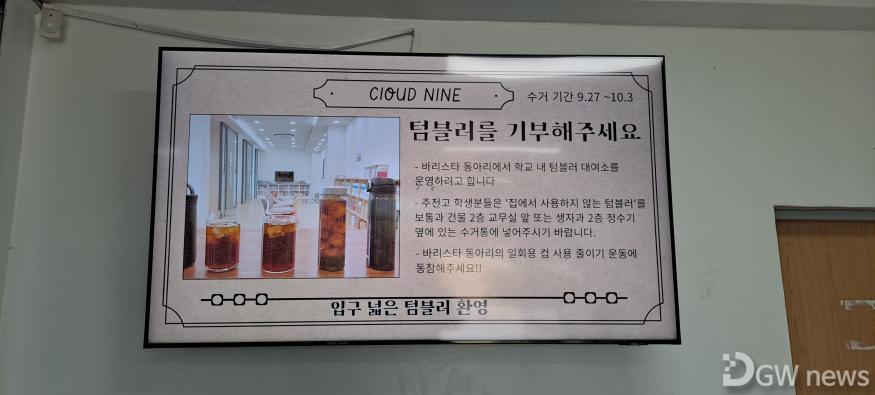 CLOUD NINE
수거 기간 9.27 ~10.3
텀블러를 기부해주세요
- 바리스타 동아리에서 학교 내 텀블러 대여소를
운영하려고 합니다
- 추천고 학생분들은 '집에서 사용하지 않는 텀블러'를
보통과 건물 2층 교무실 앞 또는 생자과 2층 정수기
옆에 있는 수거통에 넣어주시기 바랍니다.
- 바리스타 동아리의 일회용 컵 사용 줄이기 운동에
동참해주세요!!
입구 넓은 텀블러 환영
DGW news